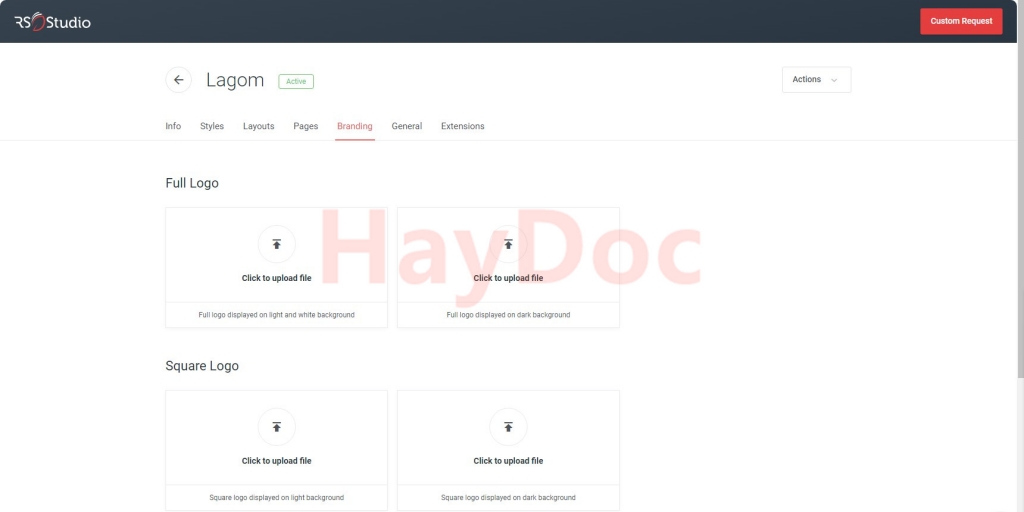 RS Studio
Custom Request
Lagom
Active
Actions
Info Styles Layouts Pages Branding General Extensions
Full Logo
Click to upload file
Full logo displayed on light and white background
Click to upload file
Full logo displayed on dark background
HayDoc
Square Logo
Click to upload file
Square logo displayed on light background
Click to upload file
Square logo displayed on dark background